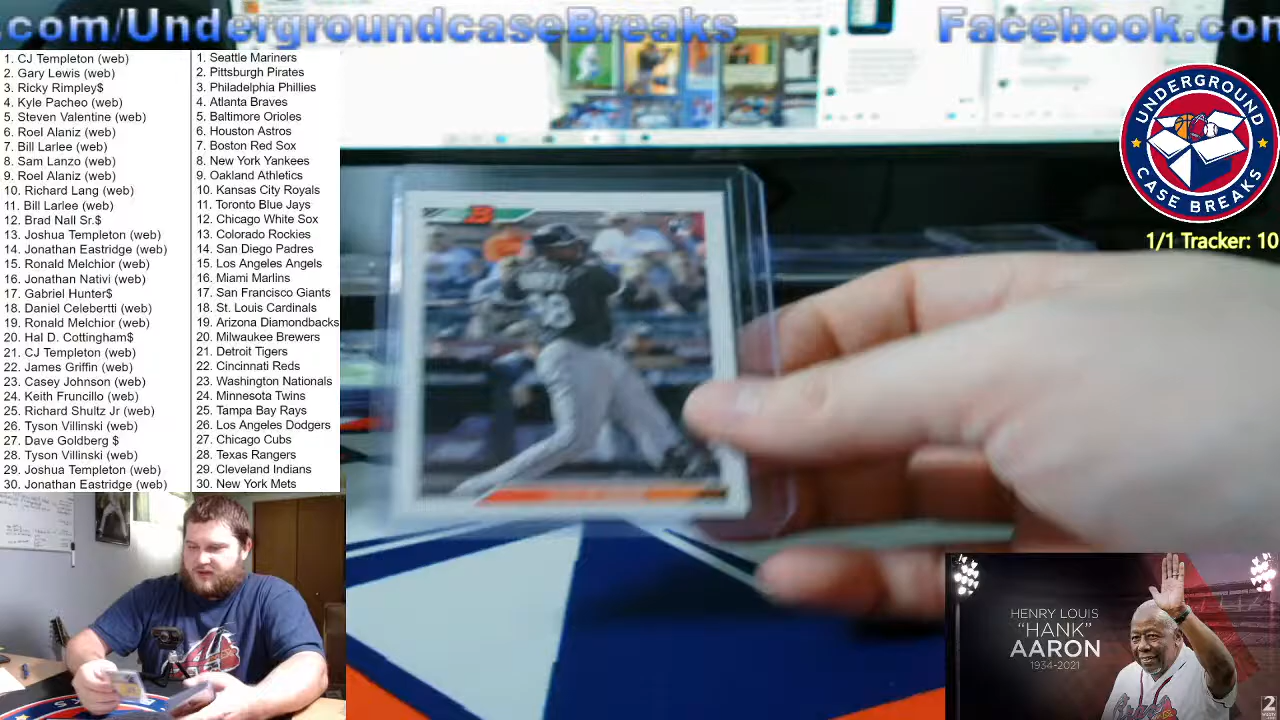 .com/UndergroundcaseBreaks
Facebook.com
1. CJ Templeton (web)
2. Gary Lewis (web)
3. Ricky Rimpley$
4. Kyle Pacheo (web)
5. Steven Valentine (web)
6. Roel Alaniz (web)
7. Bill Larlee (web)
8. Sam Lanzo (web)
9. Roel Alaniz (web)
10. Richard Lang (web)
11. Bill Larlee (web)
12. Brad Nall Sr.$
13. Joshua Templeton (web)
14. Jonathan Eastridge (web)
15. Ronald Melchior (web)
16. Jonathan Nativi (web)
17. Gabriel Hunter$
18. Daniel Celebertti (web)
19. Ronald Melchior (web)
20. Hal D. Cottingham$
21. CJ Templeton (web)
22. James Griffin (web)
23. Casey Johnson (web)
24. Keith Fruncillo (web)
25. Richard Shultz Jr (web)
26. Tyson Villinski (web)
27. Dave Goldberg $
28. Tyson Villinski (web)
29. Joshua Templeton (web)
30. Jonathan Eastridge (web)
1. Seattle Mariners
2. Pittsburgh Pirates
3. Philadelphia Phillies
4. Atlanta Braves
5. Baltimore Orioles
6. Houston Astros
7. Boston Red Sox
8. New York Yankees
9. Oakland Athletics
10. Kansas City Royals
11. Toronto Blue Jays
12. Chicago White Sox
13. Colorado Rockies
14. San Diego Padres
15. Los Angeles Angels
16. Miami Marlins
17. San Francisco Giants
18. St. Louis Cardinals
19. Arizona Diamondbacks
20. Milwaukee Brewers
21. Detroit Tigers
22. Cincinnati Reds
23. Washington Nationals
24. Minnesota Twins
25. Tampa Bay Rays
26. Los Angeles Dodgers
27. Chicago Cubs
28. Texas Rangers
29. Cleveland Indians
30. New York Mets
UNDERGROUND
CASE BREAKS
1/1 Tracker: 10
B
HENRY LOUIS
"HANK"
AARON
1934-2021
2